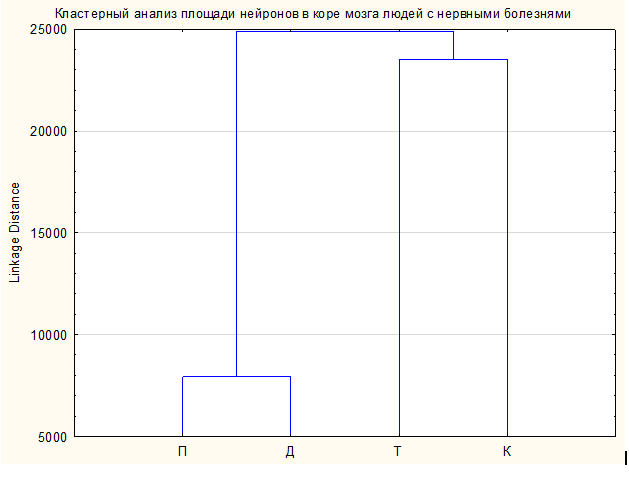 Кластерный анализ площади нейронов в коре мозга людей с нервными болезнями
25000
20000
15000
10000
5000
Linkage Distance
П Д Т К